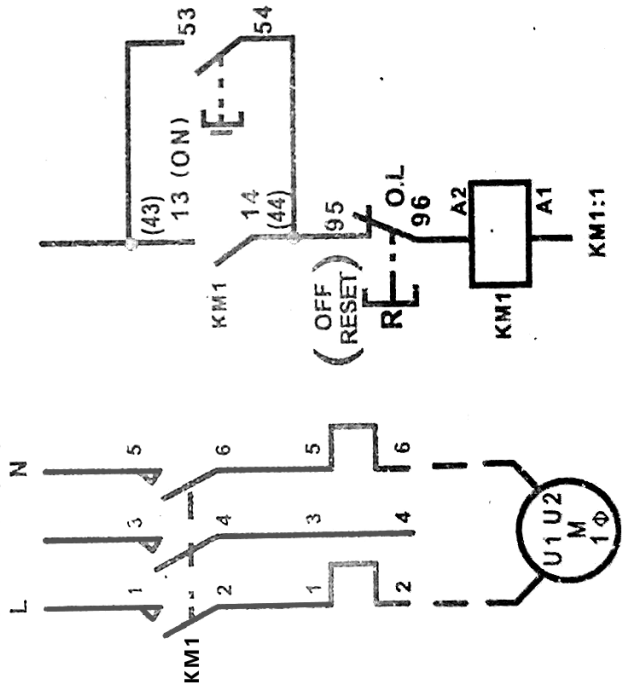 53
54
(43)
13 (ON)
14
(44)
KM1
95
O.L
96
A2
A1
(OFF
RESET)
R
KM1
KM1:1
N
5
6
5
6
3
4
3
4
L
1
2
1
2
KM1
U1 U2
M
1Φ